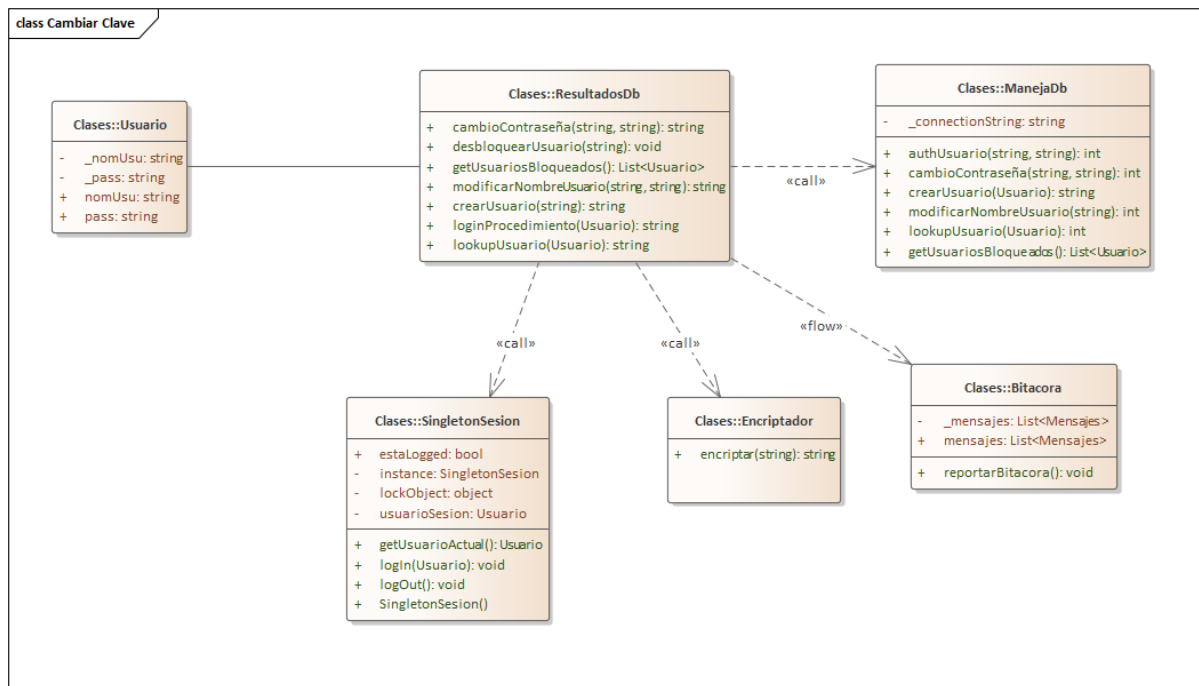 class Cambiar Clave
Clases::Usuario
- _nomUsu: string
- _pass: string
+ nomUsu: string
+ pass: string
Clases::ResultadosDb
+ cambioContraseña(string, string): string
+ desbloquearUsuario(string): void
+ getUsuariosBloqueados(): List<Usuario>
+ modificarNombreUsuario(string, string): string
+ crearUsuario(string): string
+ loginProcedimiento(Usuario): string
+ lookupUsuario(Usuario): string
Clases::ManejaDb
- _connectionString: string
+ authUsuario(string, string): int
+ cambioContraseña(string, string): int
+ crearUsuario(Usuario): string
+ modificarNombreUsuario(string): int
+ lookupUsuario(Usuario): int
+ getUsuariosBloqueados(): List<Usuario>
«call»
«call»
«call»
«flow»
Clases::SingletonSesion
+ estaLogged: bool
- instance: SingletonSesion
- lockObject: object
- usuarioSesion: Usuario
+ getUsuarioActual(): Usuario
+ logIn(Usuario): void
+ logOut(): void
+ SingletonSesion()
Clases::Encriptador
+ encriptar(string): string
Clases::Bitacora
- _mensajes: List<Mensajes>
+ mensajes: List<Mensajes>
+ reportarBitacora(): void